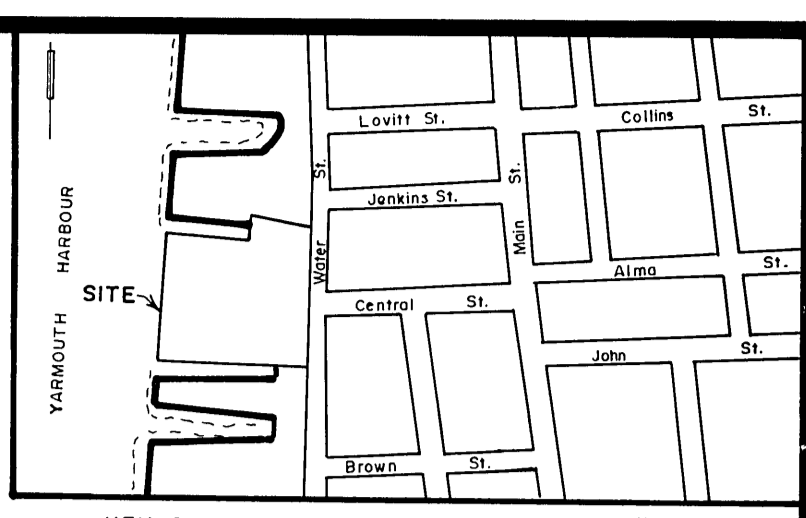 Lovitt St.
Collins St.
Jenkins St.
Water St.
Main St.
YARMOUTH HARBOUR
SITE
Alma St.
Central St.
John St.
Brown St.